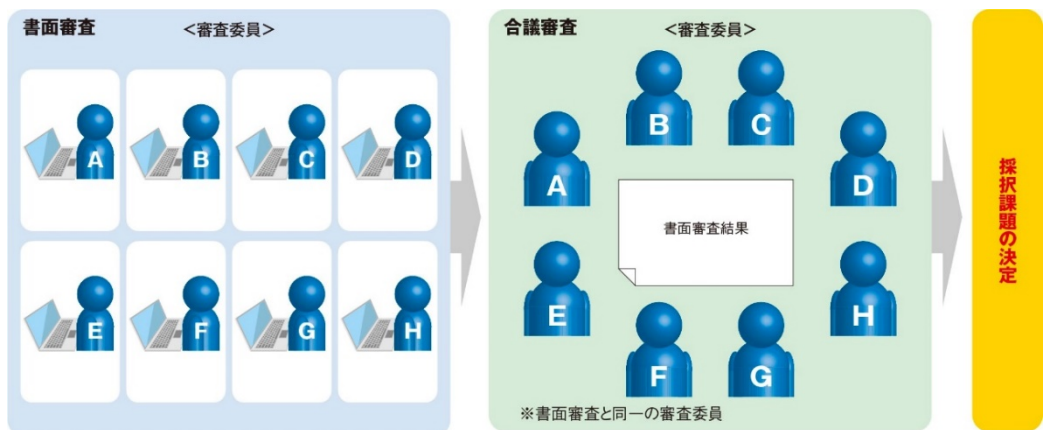 書面審査
<審査委員>
A
B
C
D
E
F
G
H
合議審査
<審査委員>
B
C
A
D
書面審査結果
E
H
F
G
※書面審査と同一の審査委員
採択課題の決定